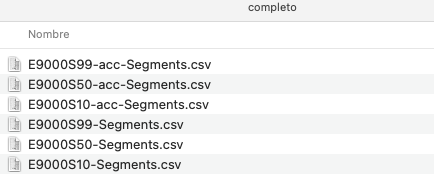 completo
Nombre
E9000S99-acc-Segments.csv
E9000S50-acc-Segments.csv
E9000S10-acc-Segments.csv
E9000S99-Segments.csv
E9000S50-Segments.csv
E9000S10-Segments.csv